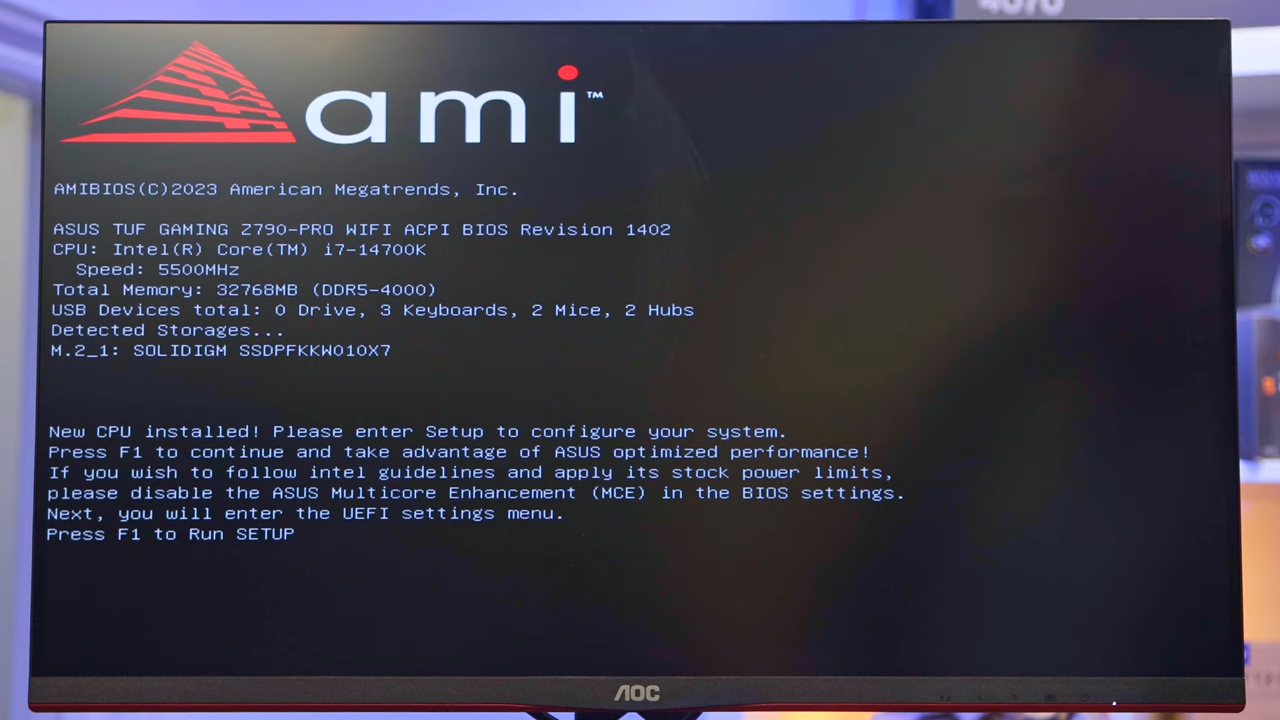 4070
ami™
AMIBIOS(C)2023 American Megatrends, Inc.
ASUS TUF GAMING Z790-PRO WIFI ACPI BIOS Revision 1402
CPU: Intel(R) Core(TM) i7-14700K
Speed: 5500MHz
Total Memory: 32768MB (DDR5-4000)
USB Devices total: 0 Drive, 3 Keyboards, 2 Mice, 2 Hubs
Detected Storages...
M.2_1: SOLIDIGM SSDPFKKW010X7
New CPU installed! Please enter Setup to configure your system.
Press F1 to continue and take advantage of ASUS optimized performance!
If you wish to follow intel guidelines and apply its stock power limits,
please disable the ASUS Multicore Enhancement (MCE) in the BIOS settings.
Next, you will enter the UEFI settings menu.
Press F1 to Run SETUP
AOC